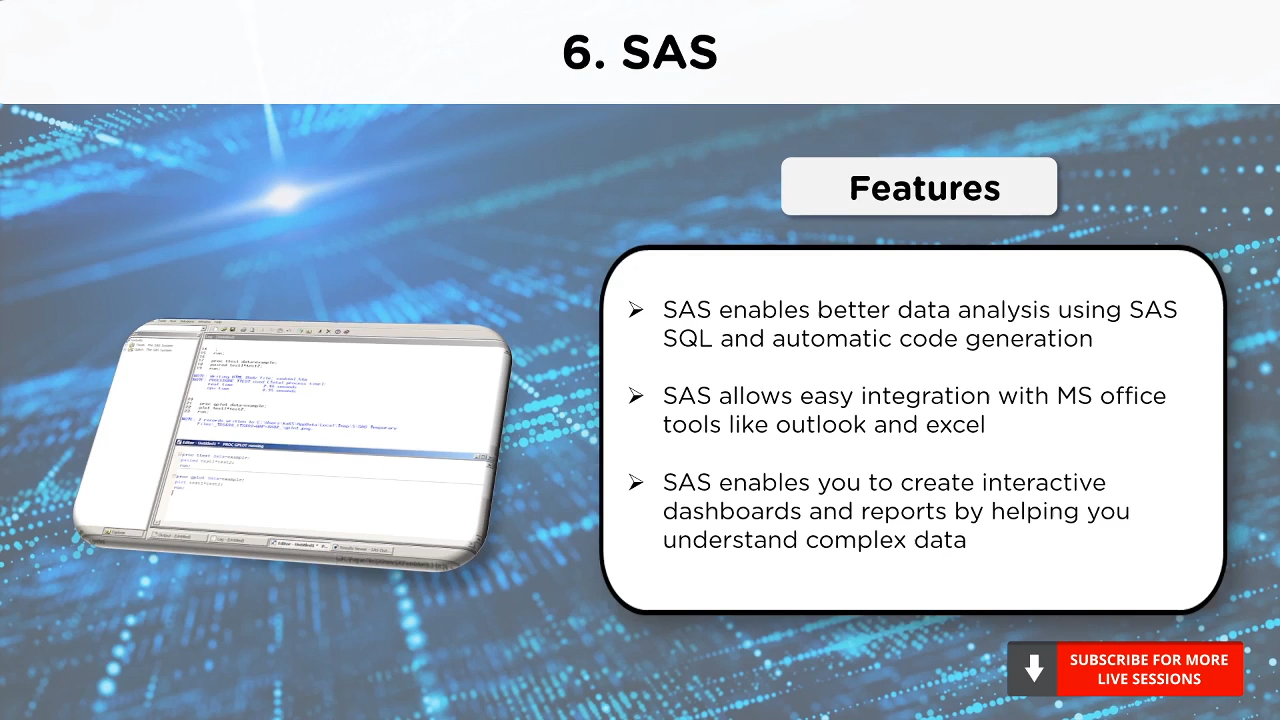 6. SAS
Features
SAS enables better data analysis using SAS
SQL and automatic code generation
SAS allows easy integration with MS office
tools like outlook and excel
SAS enables you to create interactive
dashboards and reports by helping you
understand complex data
SUBSCRIBE FOR MORE
LIVE SESSIONS